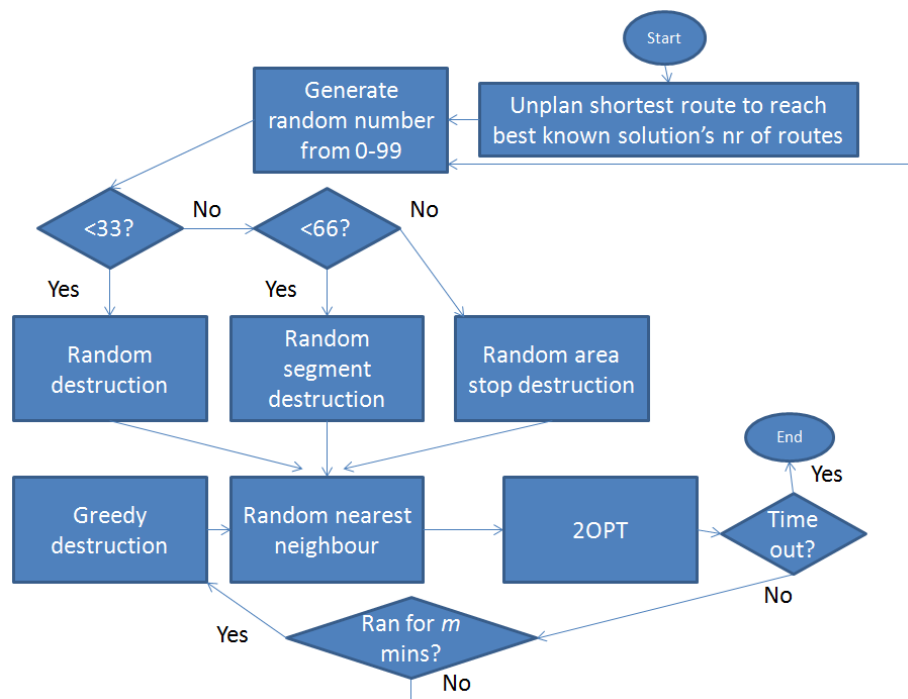 Start
Generate
random number
from 0-99
Unplan shortest route to reach
best known solution's nr of routes
<33?
No
<66?
No
Yes
Yes
Random
destruction
Random
segment
destruction
Random area
stop destruction
End
Yes
Greedy
destruction
Random nearest
neighbour
2OPT
Time
out?
No
Yes
Ran for m
mins?
No